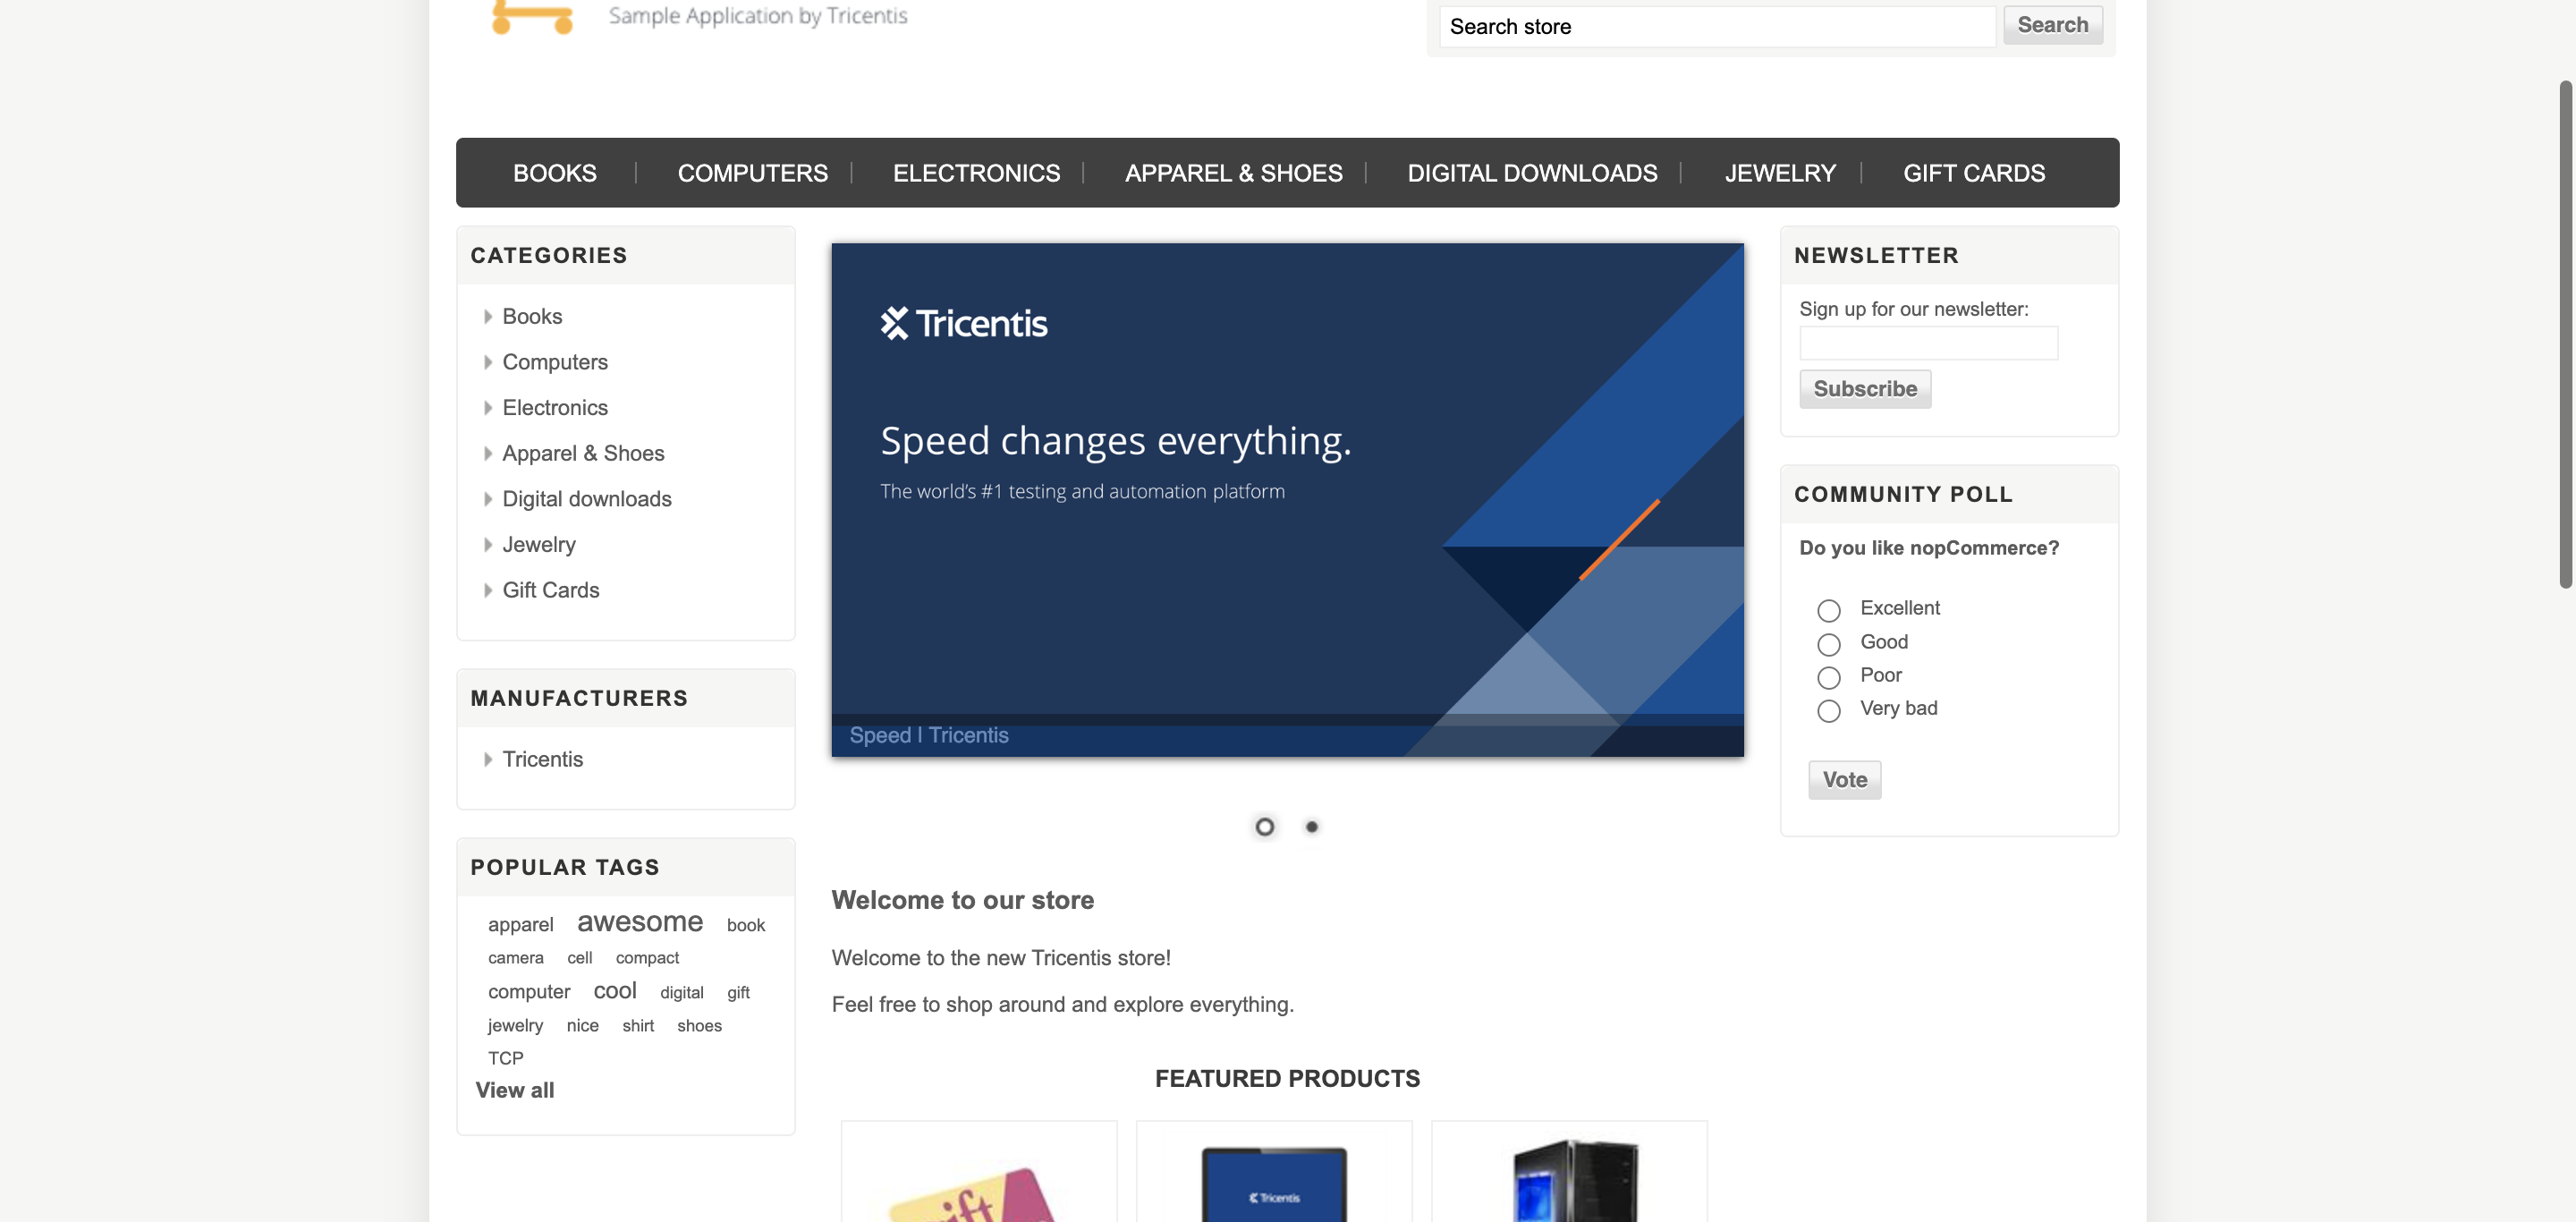 Sample Application by Tricentis
Search store
Search
BOOKS
COMPUTERS
ELECTRONICS
APPAREL & SHOES
DIGITAL DOWNLOADS
JEWELRY
GIFT CARDS
CATEGORIES
Books
Computers
Electronics
Apparel & Shoes
Digital downloads
Jewelry
Gift Cards
MANUFACTURERS
Tricentis
POPULAR TAGS
apparel awesome book
camera cell compact
computer cool digital gift
jewelry nice shirt shoes
TCP
View all
Tricentis
Speed changes everything.
The world's #1 testing and automation platform
Speed | Tricentis
Welcome to our store
Welcome to the new Tricentis store!
Feel free to shop around and explore everything.
FEATURED PRODUCTS
Tricentis
NEWSLETTER
Sign up for our newsletter:
Subscribe
COMMUNITY POLL
Do you like nopCommerce?
Excellent
Good
Poor
Very bad
Vote